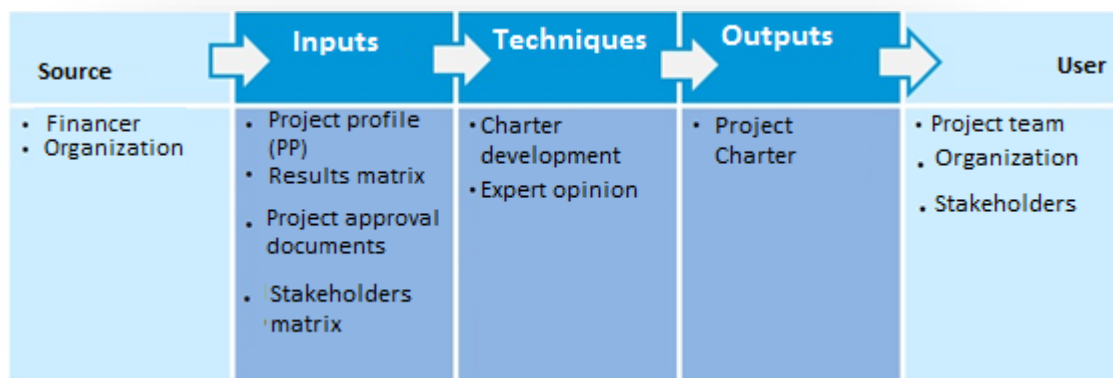 Source
Inputs
Techniques
Outputs
User
• Financer
• Organization
• Project profile
(PP)
• Results matrix
• Project approval
documents
• Stakeholders
matrix
• Charter
development
• Expert opinion
• Project
Charter
• Project team
• Organization
• Stakeholders